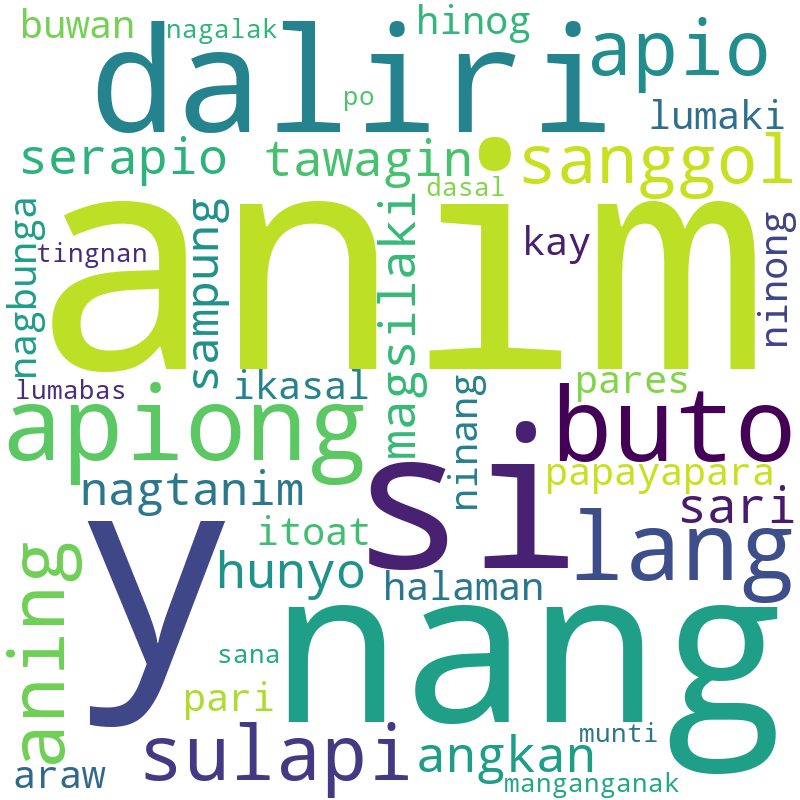 buwan
nagalak
hinog
daliri
apio
po
lumaki
serapio
tawagin
sanggol
dasal
anim
nagbunga
tingnan
sampung
magsilaki
kay
ninong
lumabas
ikasal
pares
apiong
ninang
buto
si
nagtanim
papayapara
sari
y
itoat
lang
hunyo
halaman
aning
nang
sana
pari
sulapi
angkan
munti
araw
manganganak